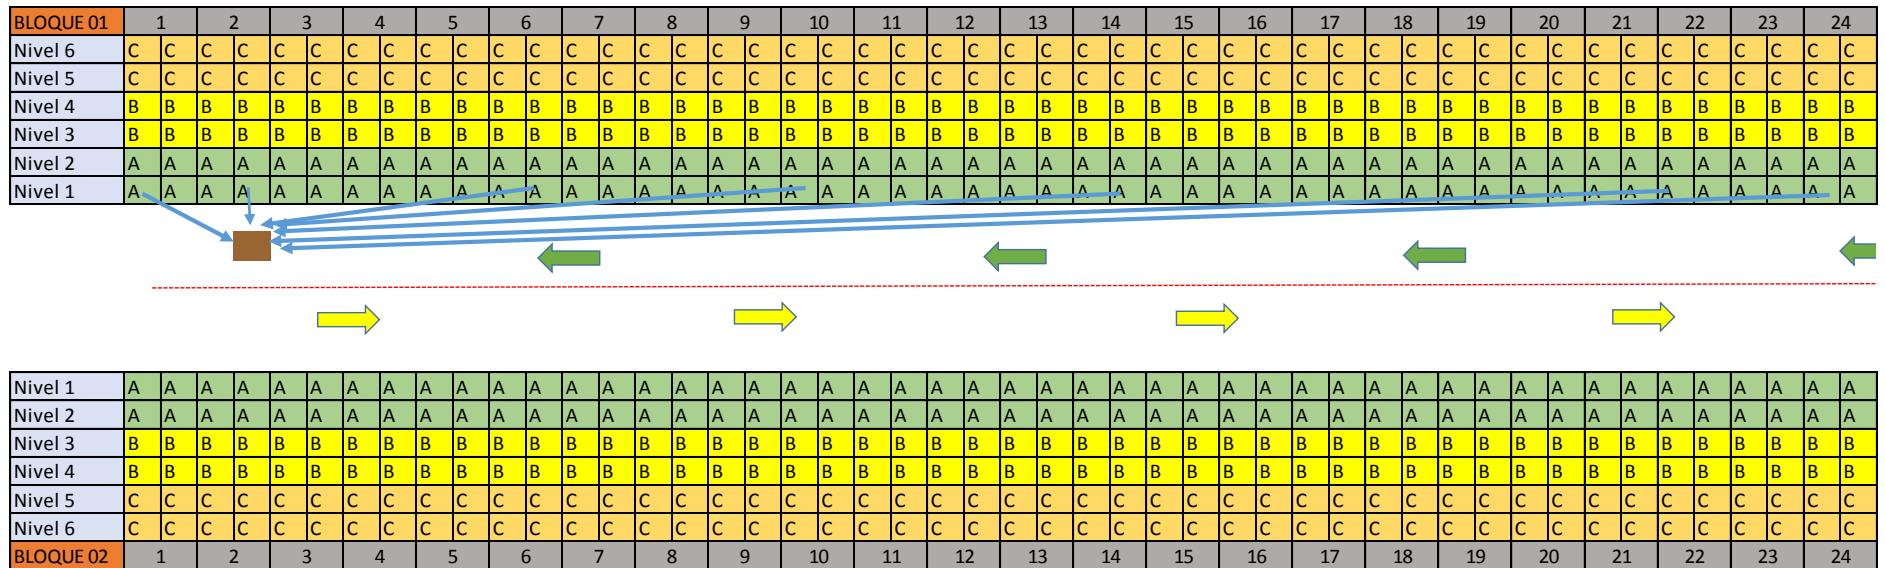 BLOQUE 01 1 2 3 4 5 6 7 8 9 10 11 12 13 14 15 16 17 18 19 20 21 22 23 24
Nivel 6 C C C C C C C C C C C C C C C C C C C C C C C C C C C C C C C C C C C C C C C C C C C C C C C C
Nivel 5 C C C C C C C C C C C C C C C C C C C C C C C C C C C C C C C C C C C C C C C C C C C C C C C C
Nivel 4 B B B B B B B B B B B B B B B B B B B B B B B B B B B B B B B B B B B B B B B B B B B B B B B B
Nivel 3 B B B B B B B B B B B B B B B B B B B B B B B B B B B B B B B B B B B B B B B B B B B B B B B B
Nivel 2 A A A A A A A A A A A A A A A A A A A A A A A A A A A A A A A A A A A A A A A A A A A A A A A A
Nivel 1 A A A A A A A A A A A A A A A A A A A A A A A A A A A A A A A A A A A A A A A A A A A A A A A A
Nivel 1 A A A A A A A A A A A A A A A A A A A A A A A A A A A A A A A A A A A A A A A A A A A A A A A A
Nivel 2 A A A A A A A A A A A A A A A A A A A A A A A A A A A A A A A A A A A A A A A A A A A A A A A A
Nivel 3 B B B B B B B B B B B B B B B B B B B B B B B B B B B B B B B B B B B B B B B B B B B B B B B B
Nivel 4 B B B B B B B B B B B B B B B B B B B B B B B B B B B B B B B B B B B B B B B B B B B B B B B B
Nivel 5 C C C C C C C C C C C C C C C C C C C C C C C C C C C C C C C C C C C C C C C C C C C C C C C C
Nivel 6 C C C C C C C C C C C C C C C C C C C C C C C C C C C C C C C C C C C C C C C C C C C C C C C C
BLOQUE 02 1 2 3 4 5 6 7 8 9 10 11 12 13 14 15 16 17 18 19 20 21 22 23 24